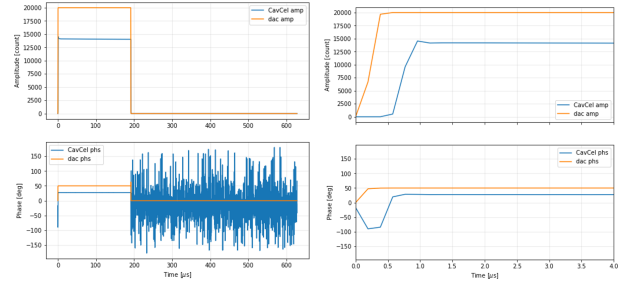 Amplitude [count]
20000
17500
15000
12500
10000
7500
5000
2500
0
CavCel amp
dac amp
0 100 200 300 400 500 600
Phase [deg]
150
100
50
0
−50
−100
−150
CavCel phs
dac phs
0 100 200 300 400 500 600
Time [μs]
Amplitude [count]
20000
17500
15000
12500
10000
7500
5000
2500
0
CavCel amp
dac amp
Phase [deg]
150
100
50
0
−50
−100
−150
CavCel phs
dac phs
0.0 0.5 1.0 1.5 2.0 2.5 3.0 3.5 4.0
Time [μs]